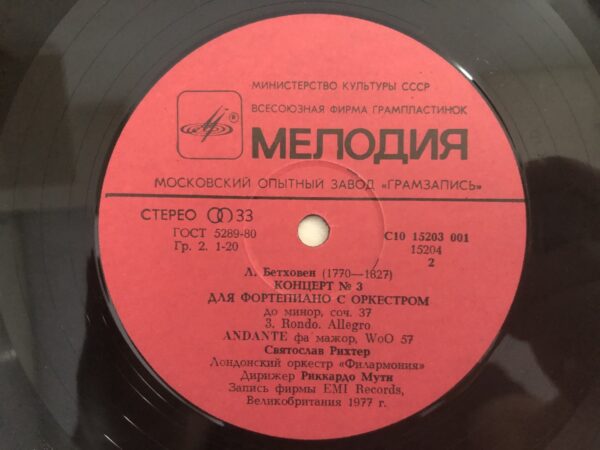 МИНИСТЕРСТВО КУЛЬТУРЫ СССР
ВСЕСОЮЗНАЯ ФИРМА ГРАМПЛАСТИНОК
®
МЕЛОДИЯ
МОСКОВСКИЙ ОПЫТНЫЙ ЗАВОД «ГРАМЗАПИСЬ»
СТЕРЕО 33
ГОСТ 5289-80
Гр. 2. 1-20
С10 15203 001
15204
2
Л. Бетховен (1770—1827)
КОНЦЕРТ № 3
ДЛЯ ФОРТЕПИАНО С ОРКЕСТРОМ
до минор, соч. 37
3. Rondo. Allegro
ANDANTE фа мажор, WoO 57
Святослав Рихтер
Лондонский оркестр «Филармония»
Дирижер Риккардо Мути
Запись фирмы EMI Records,
Великобритания 1977 г.